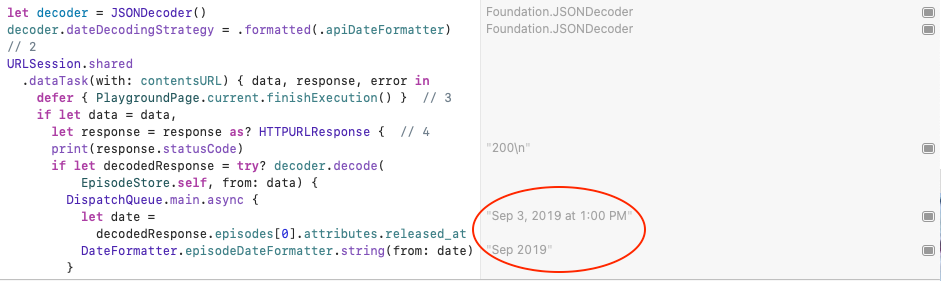 let decoder = JSONDecoder()
Foundation.JSONDecoder
decoder.dateDecodingStrategy = .formatted(.apiDateFormatter)
Foundation.JSONDecoder
// 2
URLSession.shared
.dataTask(with: contentsURL) { data, response, error in
defer { PlaygroundPage.current.finishExecution() }  // 3
if let data = data,
let response = response as? HTTPURLResponse {  // 4
print(response.statusCode)
"200\n"
if let decodedResponse = try? decoder.decode(
EpisodeStore.self, from: data) {
DispatchQueue.main.async {
let date =
"Sep 3, 2019 at 1:00 PM"
decodedResponse.episodes[0].attributes.released_at
DateFormatter.episodeDateFormatter.string(from: date)
"Sep 2019"
}